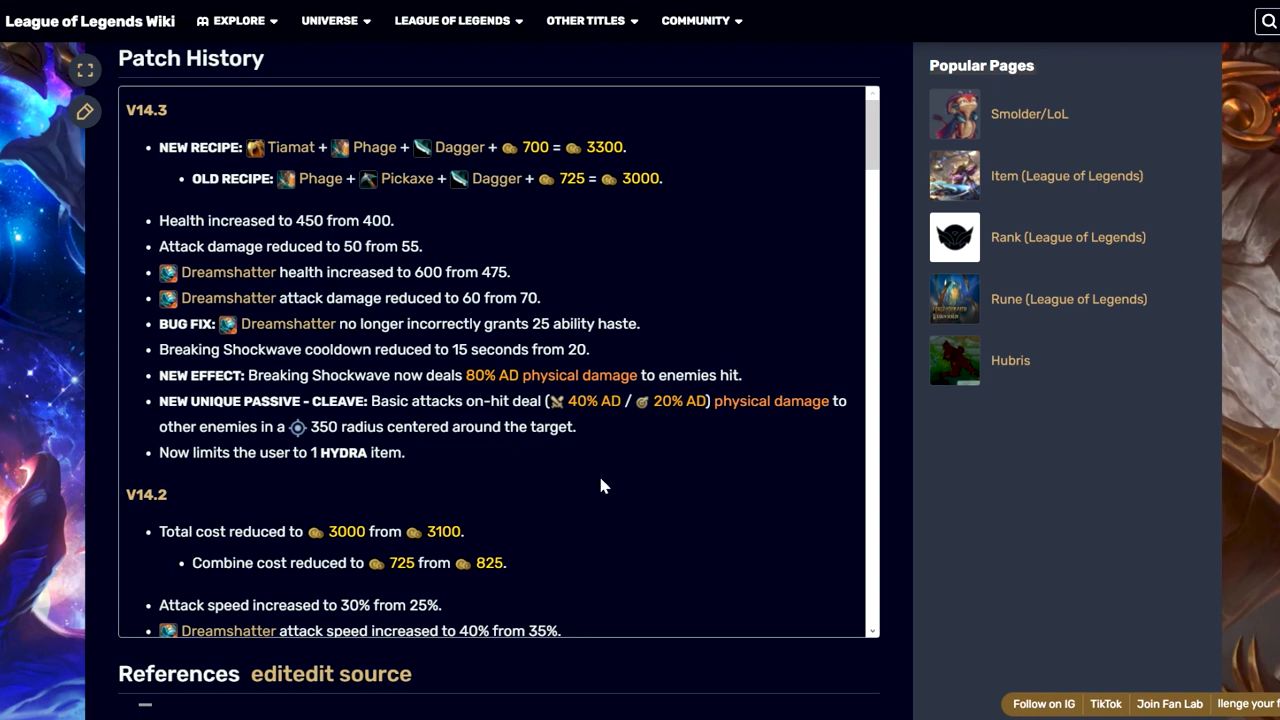 League of Legends Wiki
EXPLORE
UNIVERSE
LEAGUE OF LEGENDS
OTHER TITLES
COMMUNITY
Patch History
V14.3
NEW RECIPE: Tiamat + Phage + Dagger + 700 = 3300.
OLD RECIPE: Phage + Pickaxe + Dagger + 725 = 3000.
Health increased to 450 from 400.
Attack damage reduced to 50 from 55.
Dreamshatter health increased to 600 from 475.
Dreamshatter attack damage reduced to 60 from 70.
BUG FIX: Dreamshatter no longer incorrectly grants 25 ability haste.
Breaking Shockwave cooldown reduced to 15 seconds from 20.
NEW EFFECT: Breaking Shockwave now deals 80% AD physical damage to enemies hit.
NEW UNIQUE PASSIVE - CLEAVE: Basic attacks on-hit deal ( 40% AD / 20% AD) physical damage to
other enemies in a 350 radius centered around the target.
Now limits the user to 1 HYDRA item.
V14.2
Total cost reduced to 3000 from 3100.
Combine cost reduced to 725 from 825.
Attack speed increased to 30% from 25%.
Dreamshatter attack speed increased to 40% from 35%.
References editedit source
Popular Pages
Smolder/LoL
Item (League of Legends)
Rank (League of Legends)
Rune (League of Legends)
Hubris
Follow on IG
TikTok
Join Fan Lab
llenge your f